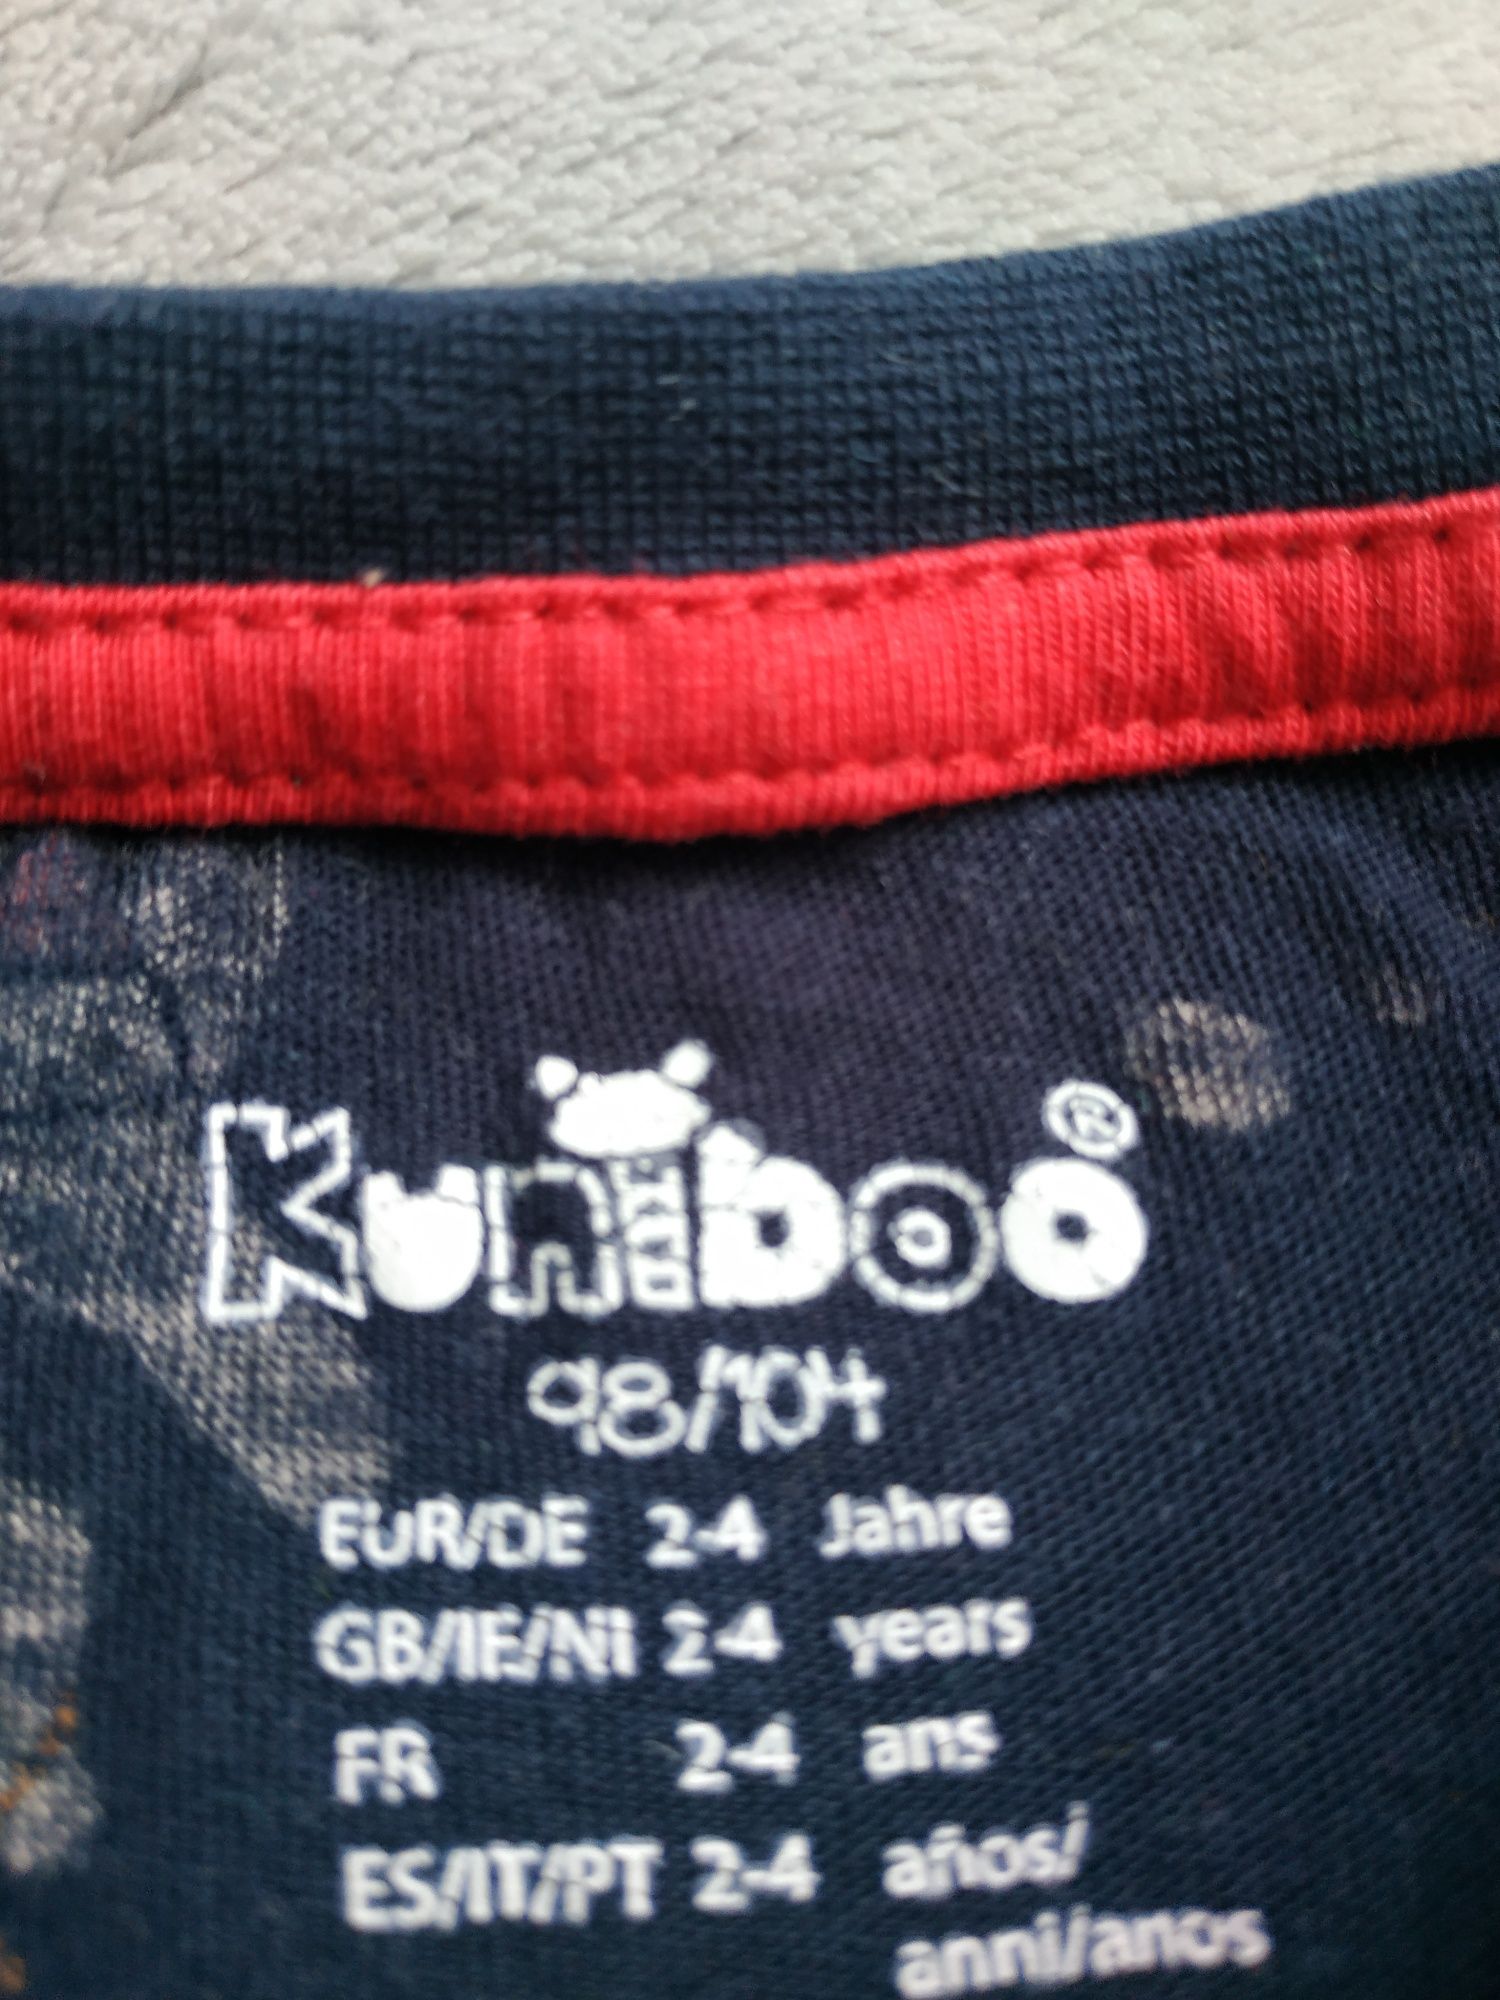 Kuniboo®
98/104
EUR/DE 2-4 Jahre
GB/IE/NI 2-4 years
FR 2-4 ans
ES/IT/PT 2-4 años/
anni/anos